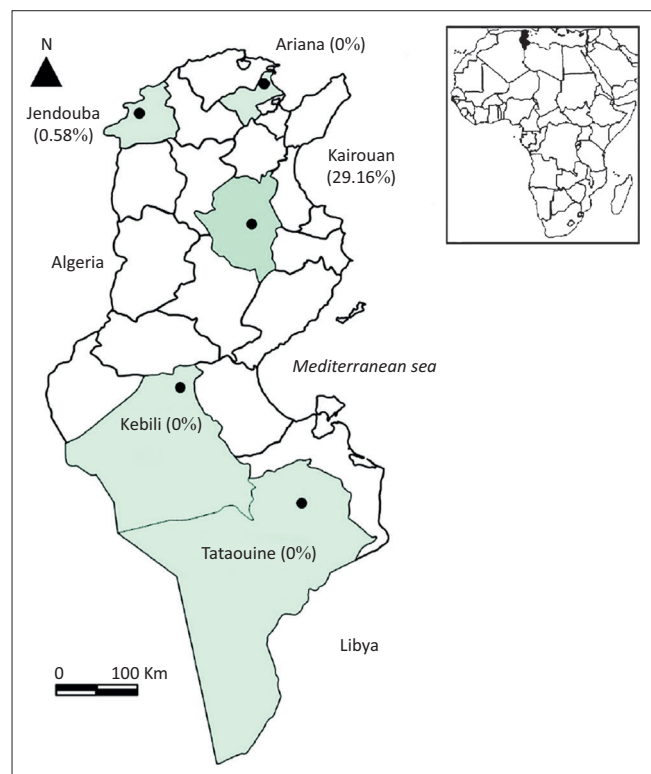 N
Ariana (0%)
Jendouba
(0.58%)
Kairouan
(29.16%)
Algeria
Mediterranean sea
Kebili (0%)
Tataouine (0%)
Libya
0 100 Km